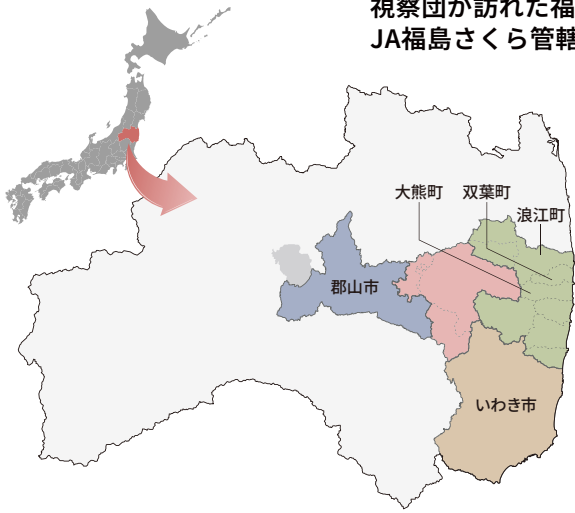 視察団が訪れた福
JA福島さくら管轄
大熊町
双葉町
浪江町
郡山市
いわき市